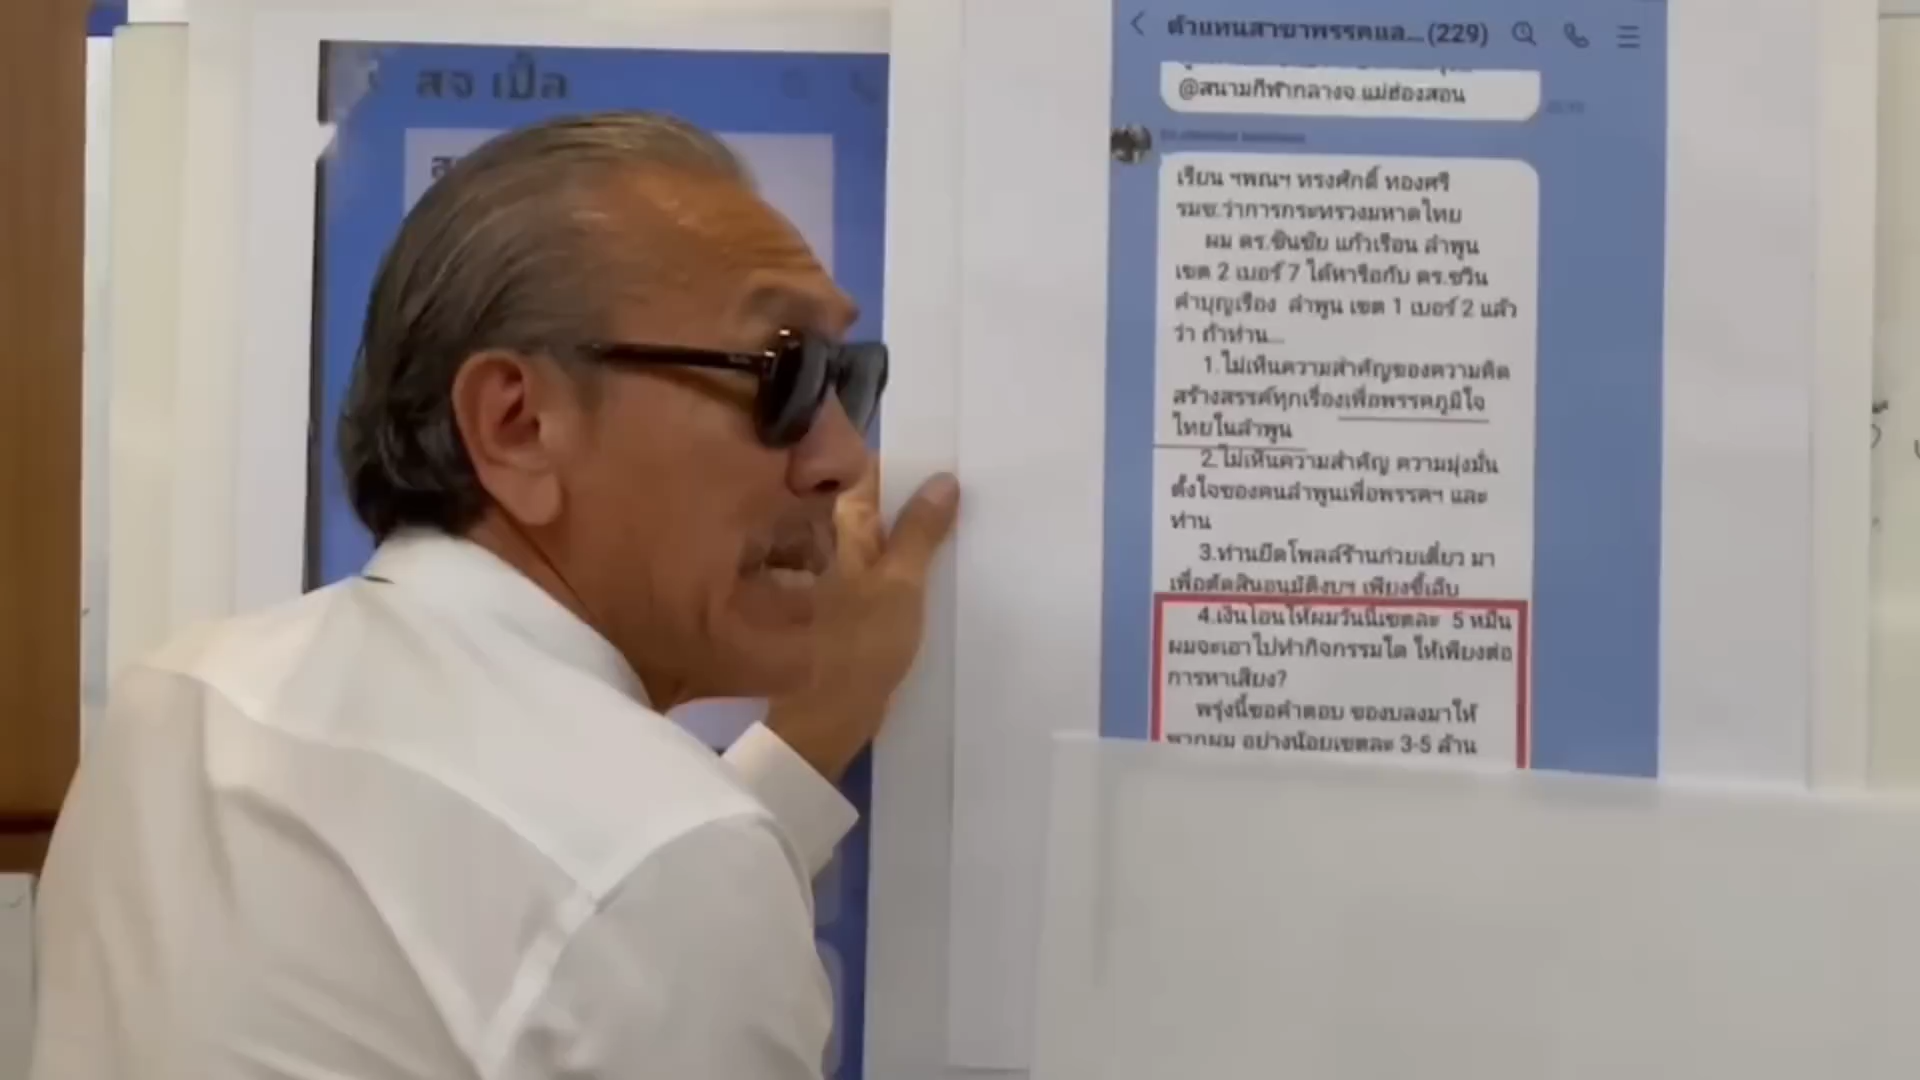 สจ เปิ้ล
ตัวแทนสาขาพรรคแล...(229)
@สนามกีฬากลางจ.แม่ฮ่องสอน
เรียน ฯพณฯ ทรงศักดิ์ ทองศรี
รมช.ว่าการกระทรวงมหาดไทย
ผม ดร.ชินชัย แก้วเรือน ลำพูน
เขต 2 เบอร์ 7 ได้หารือกับ ดร.ชวิน
คำบุญเรือง ลำพูน เขต 1 เบอร์ 2 แล้ว
ว่า ถ้าท่าน...
1.ไม่เห็นความสำคัญของความคิด
สร้างสรรค์ทุกเรื่องเพื่อพรรคภูมิใจ
ไทยในลำพูน
2.ไม่เห็นความสำคัญ ความมุ่งมั่น
ตั้งใจของคนลำพูนเพื่อพรรคฯ และ
ท่าน
3.ท่านยึดโพลล์ร้านก๋วยเตี๋ยว มา
เพื่อตัดสินอนุมัติงบฯ เพียงขี้เล็บ
4.เงินโอนให้ผมวันนี้เขตละ 5 หมื่น
ผมจะเอาไปทำกิจกรรมใด ให้เพียงต่อ
การหาเสียง?
พรุ่งนี้ขอคำตอบ ของบลงมาให้
พวกผม อย่างน้อยเขตละ 3-5 ล้าน